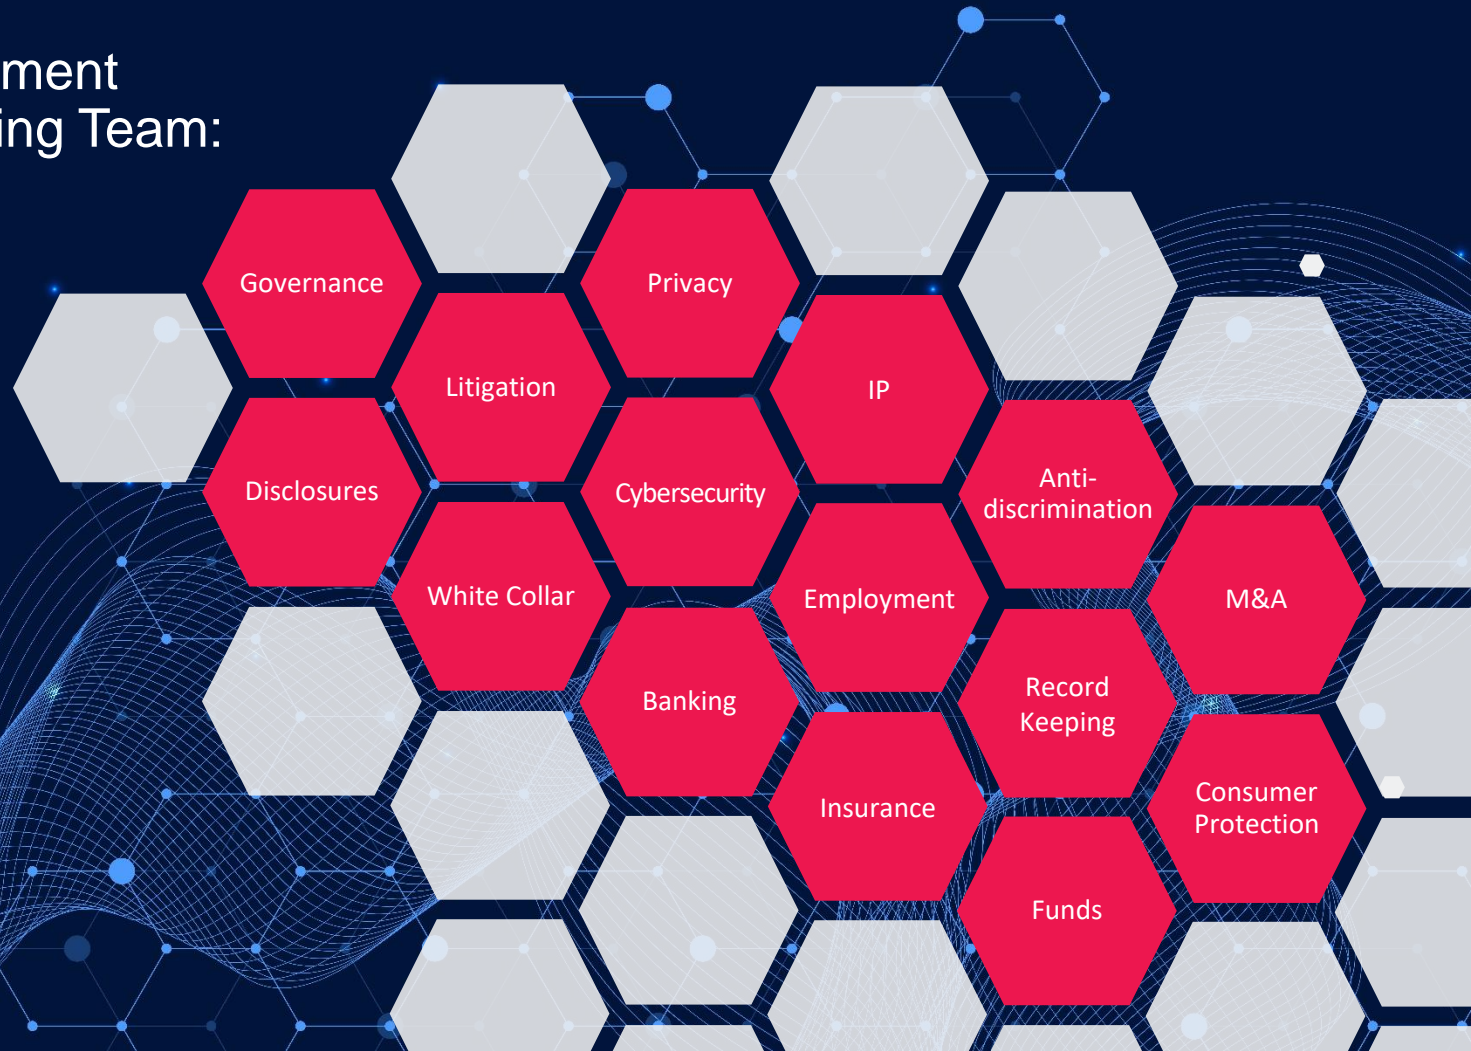 ment
ing Team:
Governance
Privacy
Litigation
IP
Disclosures
Cybersecurity
Anti-
discrimination
White Collar
Employment
M&A
Banking
Record
Keeping
Insurance
Consumer
Protection
Funds